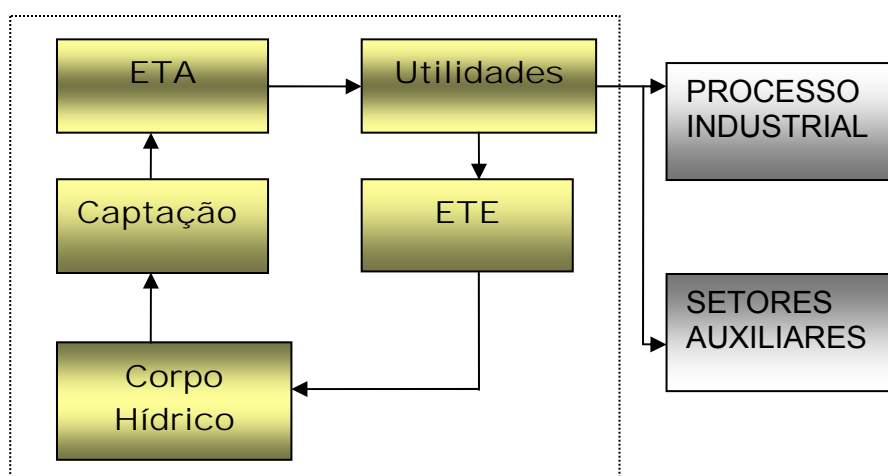 ETA
Utilidades
PROCESSO
INDUSTRIAL
Captação
ETE
SETORES
AUXILIARES
Corpo
Hídrico